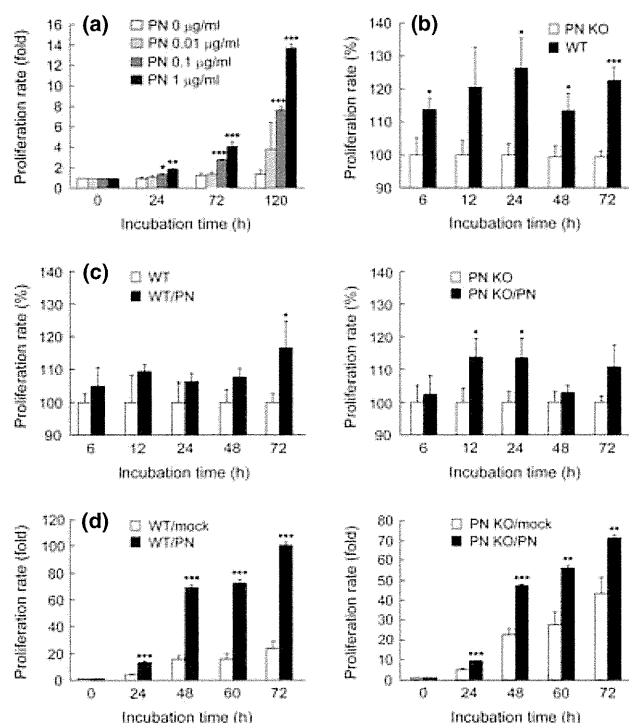 (a)
Proliferation rate (fold)
16
14
12
10
8
6
4
2
0
PN 0 μg/ml
PN 0.01 μg/ml
PN 0.1 μg/ml
PN 1 μg/ml
* ** *** *** *** ***
0 24 72 120
Incubation time (h)
(b)
Proliferation rate (%)
140
130
120
110
100
90
PN KO
WT
* * * ***
6 12 24 48 72
Incubation time (h)
(c)
Proliferation rate (%)
140
130
120
110
100
90
WT
WT/PN
*
6 12 24 48 72
Incubation time (h)
Proliferation rate (%)
140
130
120
110
100
90
PN KO
PN KO/PN
* *
6 12 24 48 72
Incubation time (h)
(d)
Proliferation rate (fold)
120
100
80
60
40
20
0
WT/mock
WT/PN
*** *** *** ***
0 24 48 60 72
Incubation time (h)
Proliferation rate (fold)
80
70
60
50
40
30
20
10
0
PN KO/mock
PN KO/PN
*** *** ** **
0 24 48 60 72
Incubation time (h)